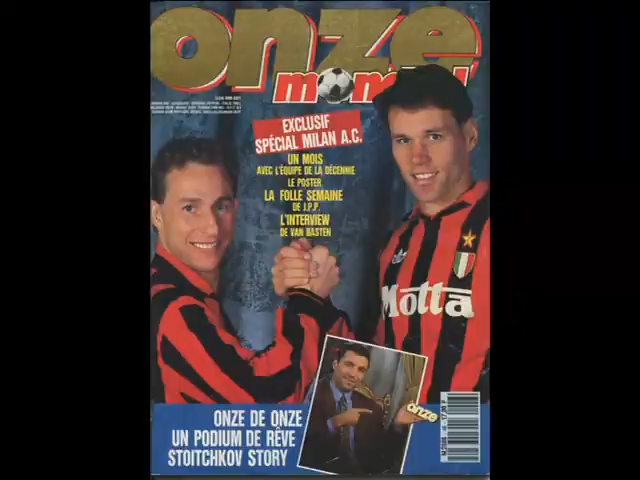 onze
mondial
EXCLUSIF
SPÉCIAL MILAN A.C.
UN MOIS
AVEC L'ÉQUIPE DE LA DÉCENNIE
LE POSTER
LA FOLLE SEMAINE
DE J.P.P.
L'INTERVIEW
DE VAN BASTEN
Motta
onze
ONZE DE ONZE
UN PODIUM DE RÊVE
STOITCHKOV STORY